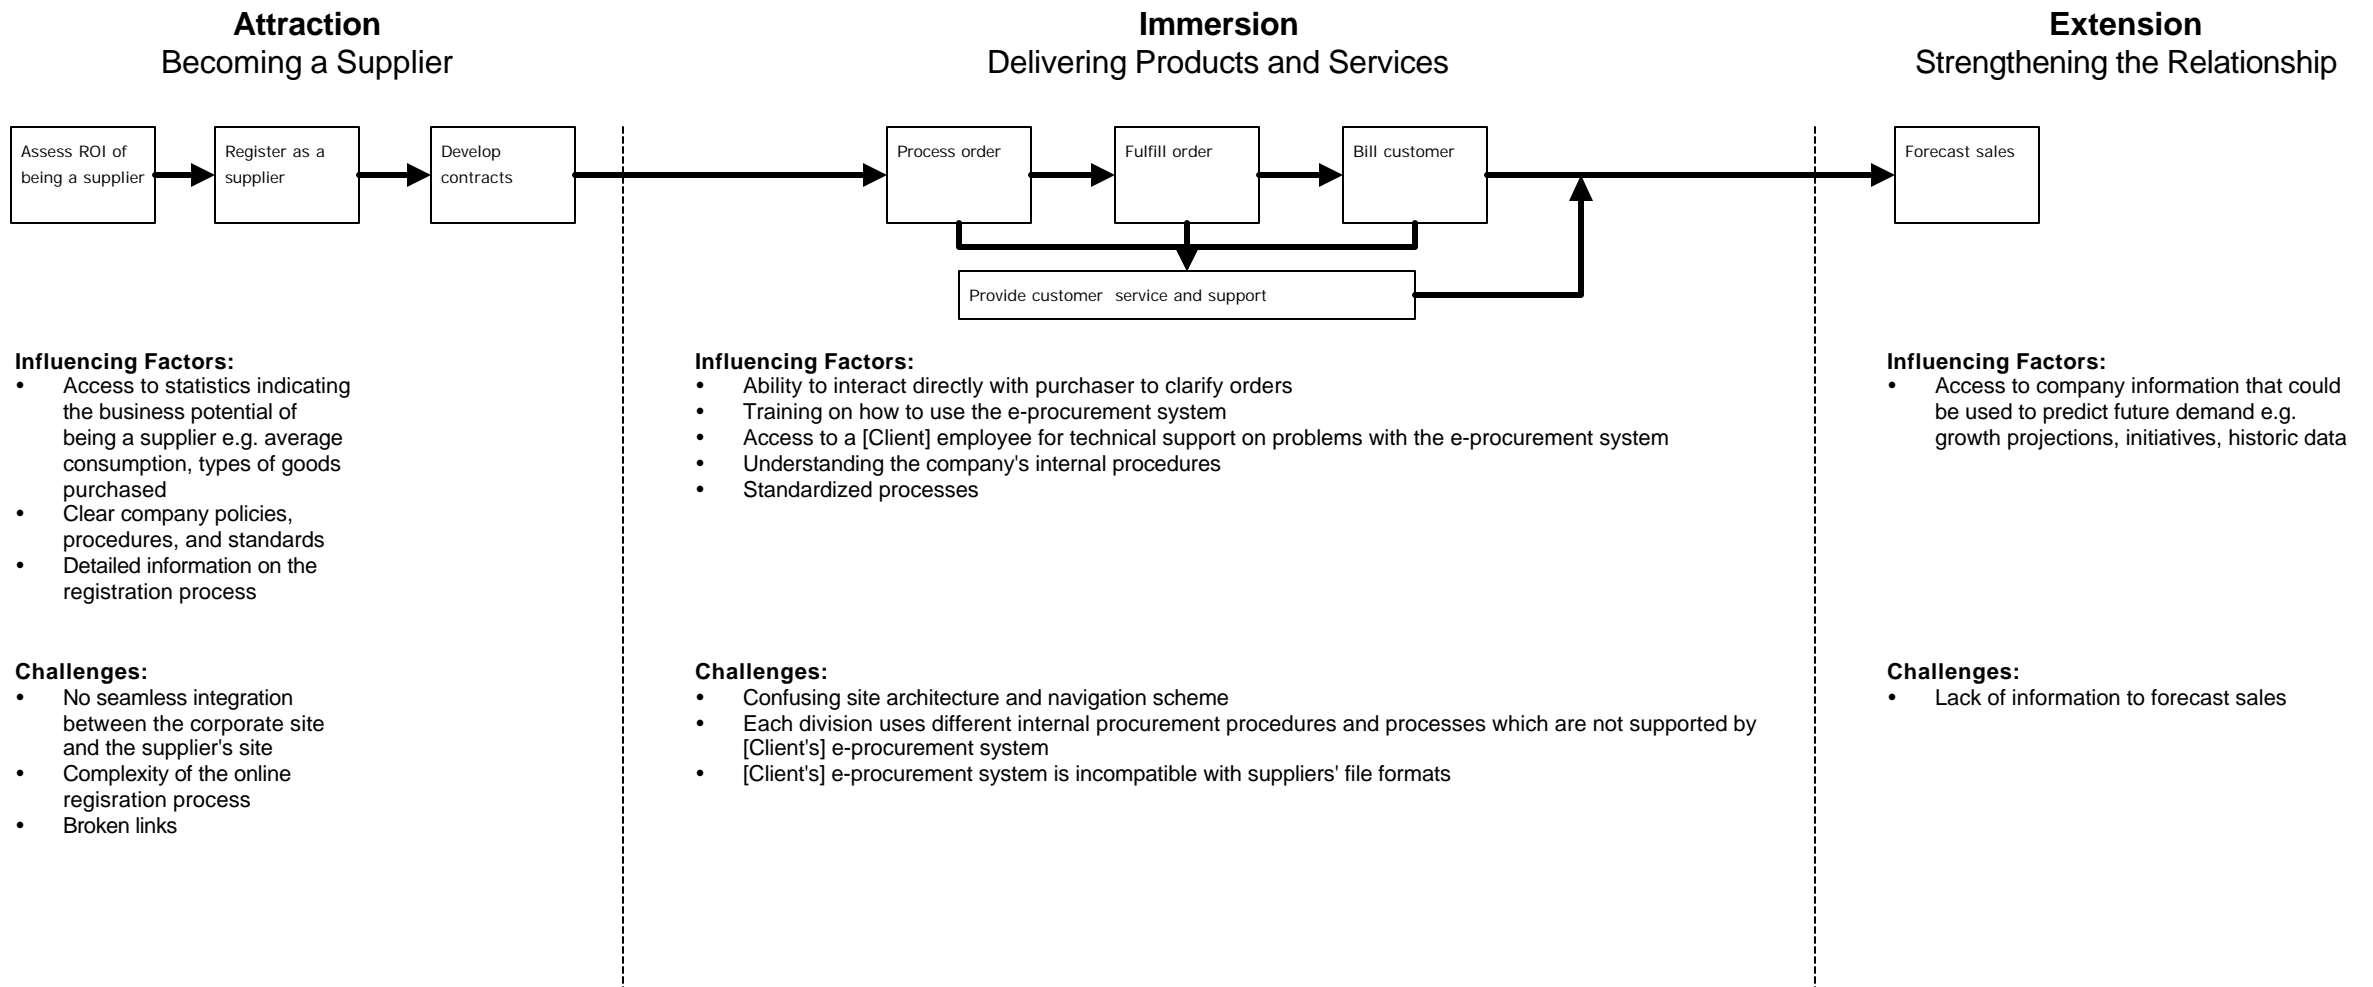 Attraction
Becoming a Supplier
Immersion
Delivering Products and Services
Extension
Strengthening the Relationship
Assess ROI of
being a supplier
Register as a
supplier
Develop
contracts
Process order
Fulfill order
Bill customer
Forecast sales
Provide customer service and support
Influencing Factors:
• Access to statistics indicating
the business potential of
being a supplier e.g. average
consumption, types of goods
purchased
• Clear company policies,
procedures, and standards
• Detailed information on the
registration process
Challenges:
• No seamless integration
between the corporate site
and the supplier's site
• Complexity of the online
regisration process
• Broken links
Influencing Factors:
• Ability to interact directly with purchaser to clarify orders
• Training on how to use the e-procurement system
• Access to a [Client] employee for technical support on problems with the e-procurement system
• Understanding the company's internal procedures
• Standardized processes
Challenges:
• Confusing site architecture and navigation scheme
• Each division uses different internal procurement procedures and processes which are not supported by
[Client's] e-procurement system
• [Client's] e-procurement system is incompatible with suppliers' file formats
Influencing Factors:
• Access to company information that could
be used to predict future demand e.g.
growth projections, initiatives, historic data
Challenges:
• Lack of information to forecast sales